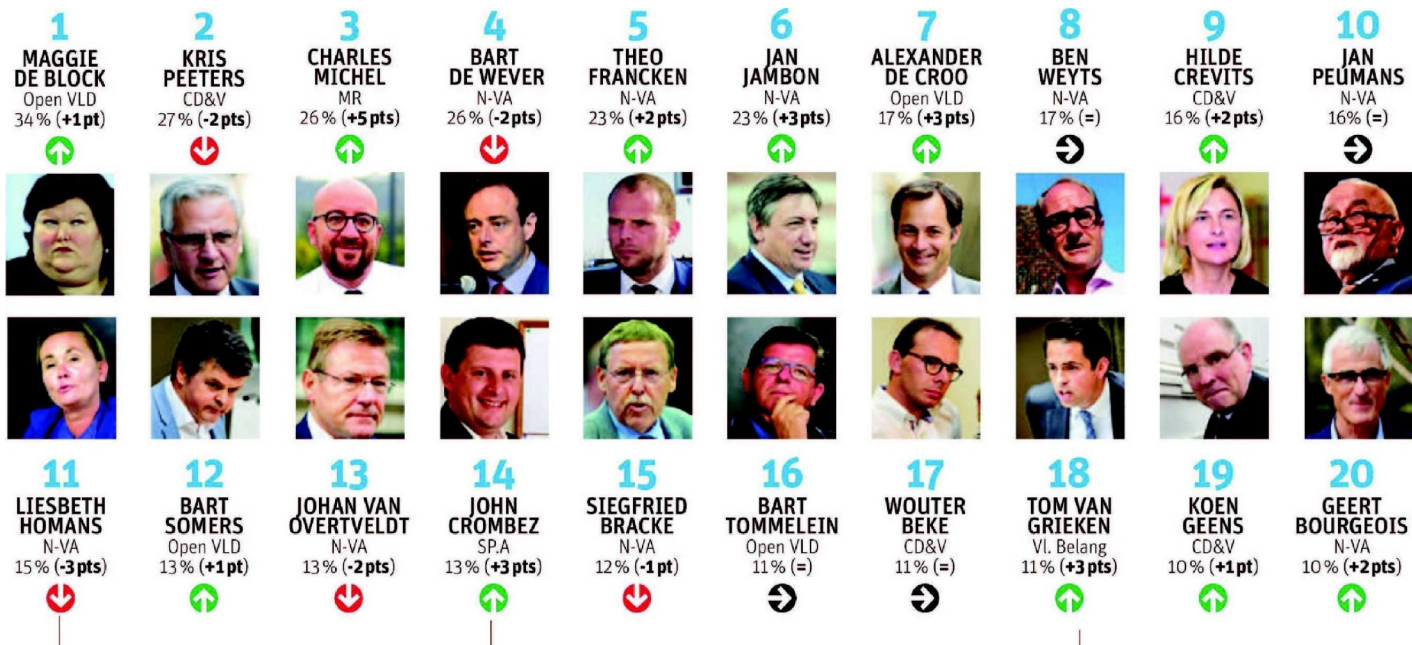 1
MAGGIE
DE BLOCK
Open VLD
34 % (+1 pt)
2
KRIS
PEETERS
CD&V
27 % (-2 pts)
3
CHARLES
MICHEL
MR
26 % (+5 pts)
4
BART
DE WEVER
N-VA
26 % (-2 pts)
5
THEO
FRANCKEN
N-VA
23 % (+2 pts)
6
JAN
JAMBON
N-VA
23 % (+3 pts)
7
ALEXANDER
DE CROO
Open VLD
17 % (+3 pts)
8
BEN
WEYTS
N-VA
17 % (=)
9
HILDE
CREVITS
CD&V
16 % (+2 pts)
10
JAN
PEUMANS
N-VA
16% (=)
11
LIESBETH
HOMANS
N-VA
15 % (-3 pts)
12
BART
SOMERS
Open VLD
13 % (+1 pt)
13
JOHAN VAN
OVERTVELDT
N-VA
13 % (-2 pts)
14
JOHN
CROMBEZ
SP.A
13 % (+3 pts)
15
SIEGFRIED
BRACKE
N-VA
12 % (-1 pt)
16
BART
TOMMELEIN
Open VLD
11 % (=)
17
WOUTER
BEKE
CD&V
11 % (=)
18
TOM VAN
GRIEKEN
Vl. Belang
11 % (+3 pts)
19
KOEN
GEENS
CD&V
10 % (+1 pt)
20
GEERT
BOURGEOIS
N-VA
10 % (+2 pts)